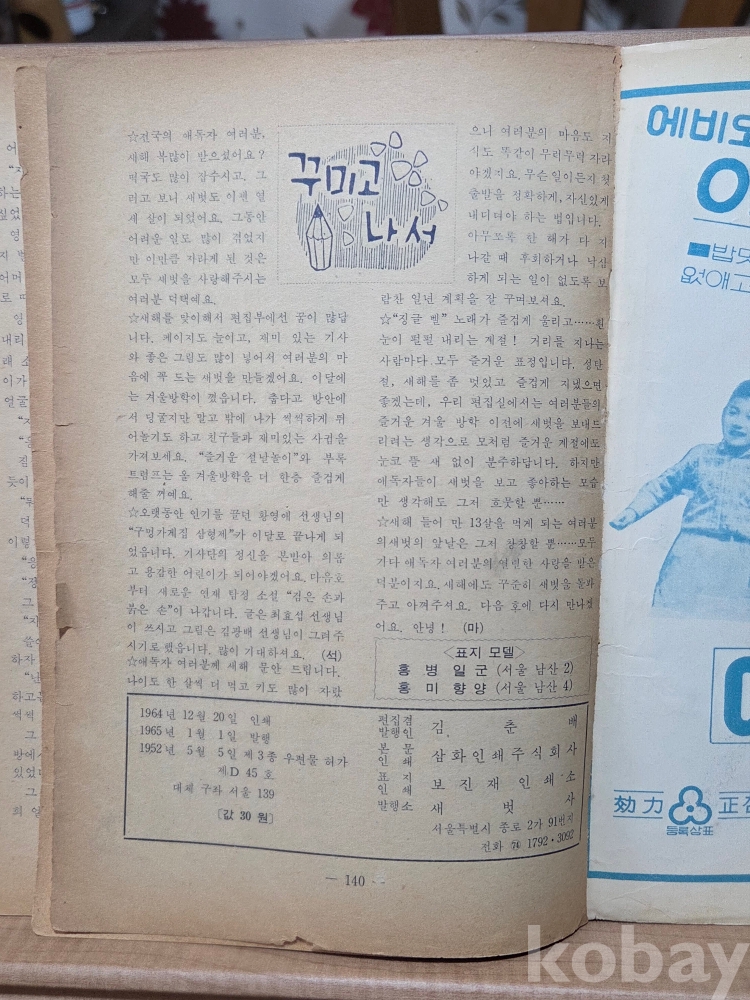 꾸미고
나서
☆전국의 애독자 여러분,
새해 복많이 받으셨어요?
떡국도 많이 잡수시고, 그
리고 보니 새벗도 이젠 열
세 살이 되었어요. 그동안
어려운 일도 많이 겪었지
만 이만큼 자라게 된 것은
모두 새벗을 사랑해주시는
여러분 덕택예요.
☆새해를 맞이해서 편집부에선 꿈이 많답
니다. 페이지도 늘이고, 재미 있는 기사
와 좋은 그림도 많이 넣어서 여러분의 마
음에 꼭 드는 새벗을 만들겠어요. 이달에
는 겨울방학이 꼈읍니다. 춥다고 방안에
서 딩굴지만 말고 밖에 나가 씩씩하게 뛰
어놀기도 하고 친구들과 재미있는 사귐을
가져보세요. “즐거운 설날놀이”와 부록
트럼프는 올 겨울방학을 더 한층 즐겁게
해줄 꺼예요.
☆오랫동안 인기를 끌던 황영애 선생님의
“구멍가게집 삼형제”가 이달로 끝나게 되
었읍니다. 기사단의 정신을 본받아 의롭
고 용감한 어린이가 되어야겠어요. 다음호
부터 새로운 연재 탐정 소설 “검은 손과
붉은 손”이 나갑니다. 글은 최효섭 선생님
이 쓰시고 그림은 김광배 선생님이 그려주
시기로 됐읍니다. 많이 기대하셔요. (석)
☆애독자 여러분께 새해 문안 드립니다.
나이도 한 살씩 더 먹고 키도 많이 자랐
으니 여러분의 마음도 지
식도 똑같이 무럭무럭 자라
야겠지요. 무슨일이든지 첫
출발을 정확하게, 자신있게
내디뎌야 하는 법입니다.
아무쪼록 한 해가 다 지
나갈 때 후회하거나 낙심
하게 되는 일이 없도록 보
람찬 일년 계획을 잘 꾸며보셔요.
☆“징글 벨” 노래가 즐겁게 울리고……흰
눈이 펄펄 내리는 계절! 거리를 지나는
사람마다 모두 즐거운 표정입니다. 성탄
절, 새해를 좀 멋있고 즐겁게 지냈으면
좋겠는데, 우리 편집실에서는 여러분들의
즐거운 겨울 방학 이전에 새벗을 보내드
리려는 생각으로 모처럼 즐거운 계절에도
눈코 뜰 새 없이 분주하답니다. 하지만
애독자들이 새벗을 보고 좋아하는 모습
만 생각해도 그저 흐뭇할 뿐……
☆새해 들어 만 13살을 먹게 되는 여러분
의새벗의 앞날은 그저 창창할 뿐……모두
가다 애독자 여러분의 열렬한 사랑을 받은
덕분이지요. 새해에도 꾸준히 새벗을 돌봐
주고 아껴주셔요. 다음 호에 다시 만나겠
어요. 안녕! (마)
<표지 모델>
홍 병 일 군 (서울 남산 2)
홍 미 향 양 (서울 남산 4)
1964년 12월 20일 인쇄
1965년 1월 1일 발행
1952년 5월 5일 제3종 우편물 허가
제D 45 호
대체 구좌 서울 139
[값 30 원]
편집겸
발행인 김 춘 배
본문
인쇄 삼화인쇄주식회사
표지
인쇄 보진재인쇄소
발행소 새벗사
서울특별시 종로 2가 91번지
전화 ㉔ 1792·3092
— 140 —
에비오
■밥맛
없애고
効力
正
등록상표
kobay